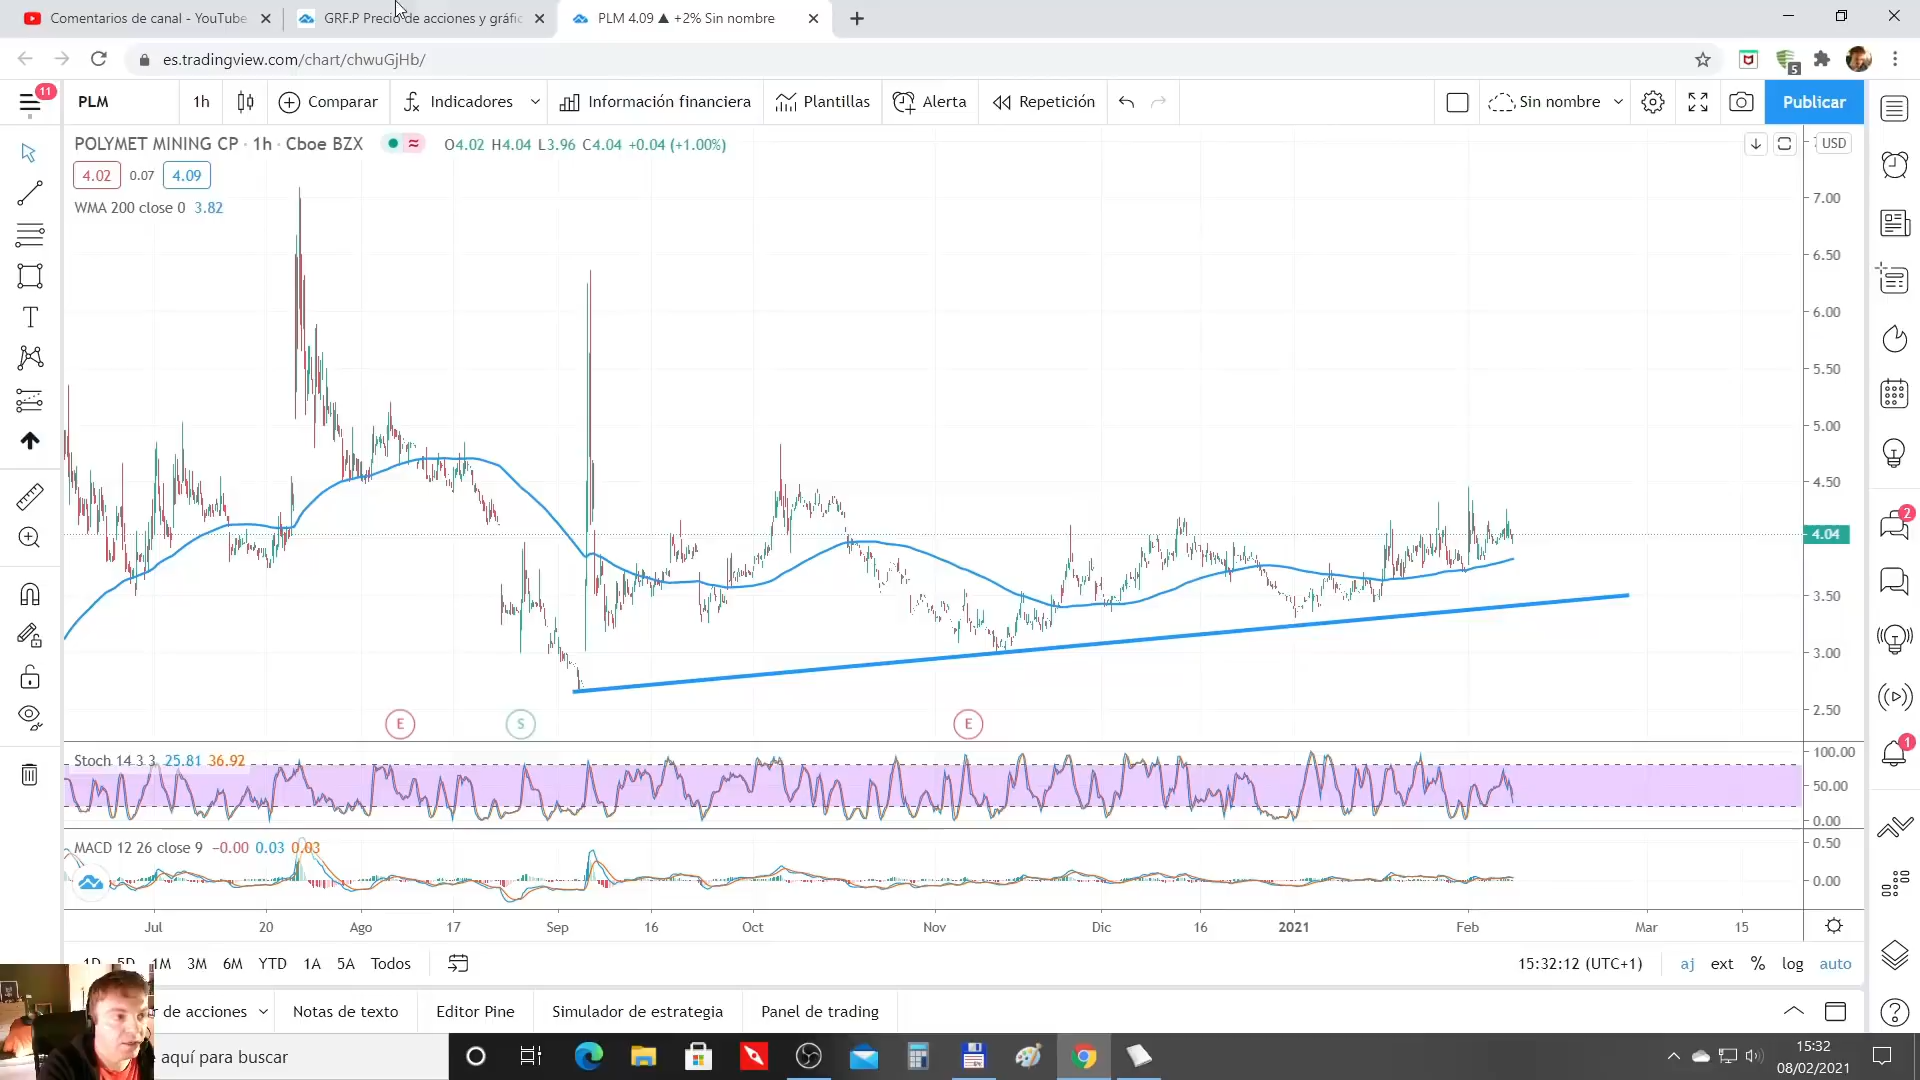 Comentarios de canal - YouTube
GRF.P Precio de acciones y gráfic
PLM 4.09 ▲ +2% Sin nombre
es.tradingview.com/chart/chwuGjHb/
5
11
PLM
1h
Comparar
Indicadores
Información financiera
Plantillas
Alerta
Repetición
Sin nombre
Publicar
POLYMET MINING CP · 1h · Cboe BZX
O4.02 H4.04 L3.96 C4.04 +0.04 (+1.00%)
USD
4.02
0.07
4.09
WMA 200 close 0 3.82
7.00
6.50
6.00
5.50
5.00
4.50
4.04
3.50
3.00
2.50
2
1
E
S
E
Stoch 14 3 3 25.81 36.92
100.00
50.00
0.00
MACD 12 26 close 9 −0.00 0.03 0.03
0.50
0.00
Jul
20
Ago
17
Sep
16
Oct
Nov
Dic
16
2021
Feb
Mar
15
1D
5D
1M
3M
6M
YTD
1A
5A
Todos
15:32:12 (UTC+1)
aj
ext
%
log
auto
de acciones
Notas de texto
Editor Pine
Simulador de estrategia
Panel de trading
aquí para buscar
15:32
08/02/2021